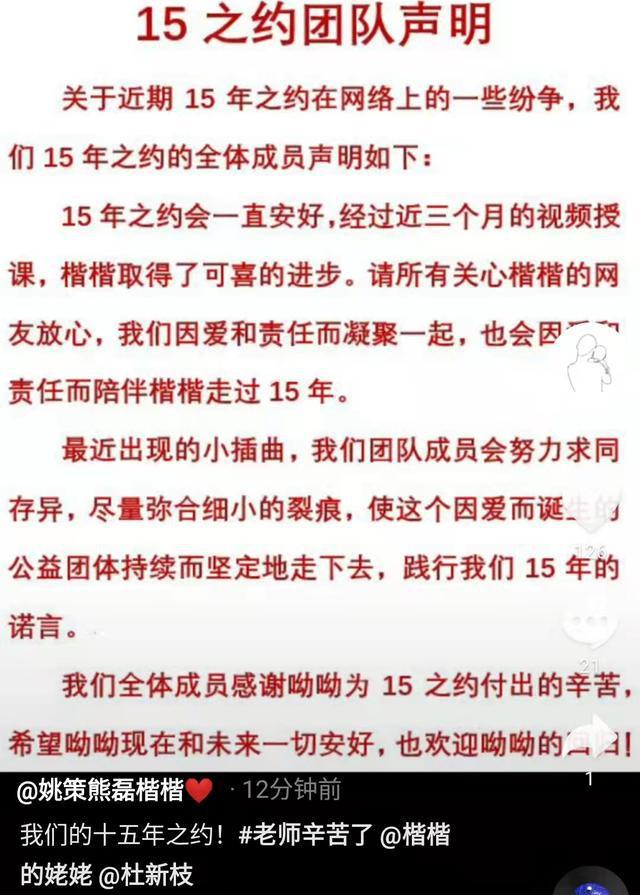 15 之约团队声明
关于近期 15 年之约在网络上的一些纷争，我
们 15 年之约的全体成员声明如下：
15 年之约会一直安好,经过近三个月的视频授
课，楷楷取得了可喜的进步。请所有关心楷楷的网
友放心，我们因爱和责任而凝聚一起，也会因爱和
责任而陪伴楷楷走过 15 年。
最近出现的小插曲，我们团队成员会努力求同
存异，尽量弥合细小的裂痕，使这个因爱而诞生的
126
公益团体持续而坚定地走下去，践行我们 15 年的
诺言。
21
我们全体成员感谢呦呦为 15 之约付出的辛苦，
希望呦呦现在和未来一切安好，也欢迎呦呦的回归！
1
@姚策熊磊楷楷❤️ · 12分钟前
我们的十五年之约！#老师辛苦了 @楷楷
的姥姥 @杜新枝